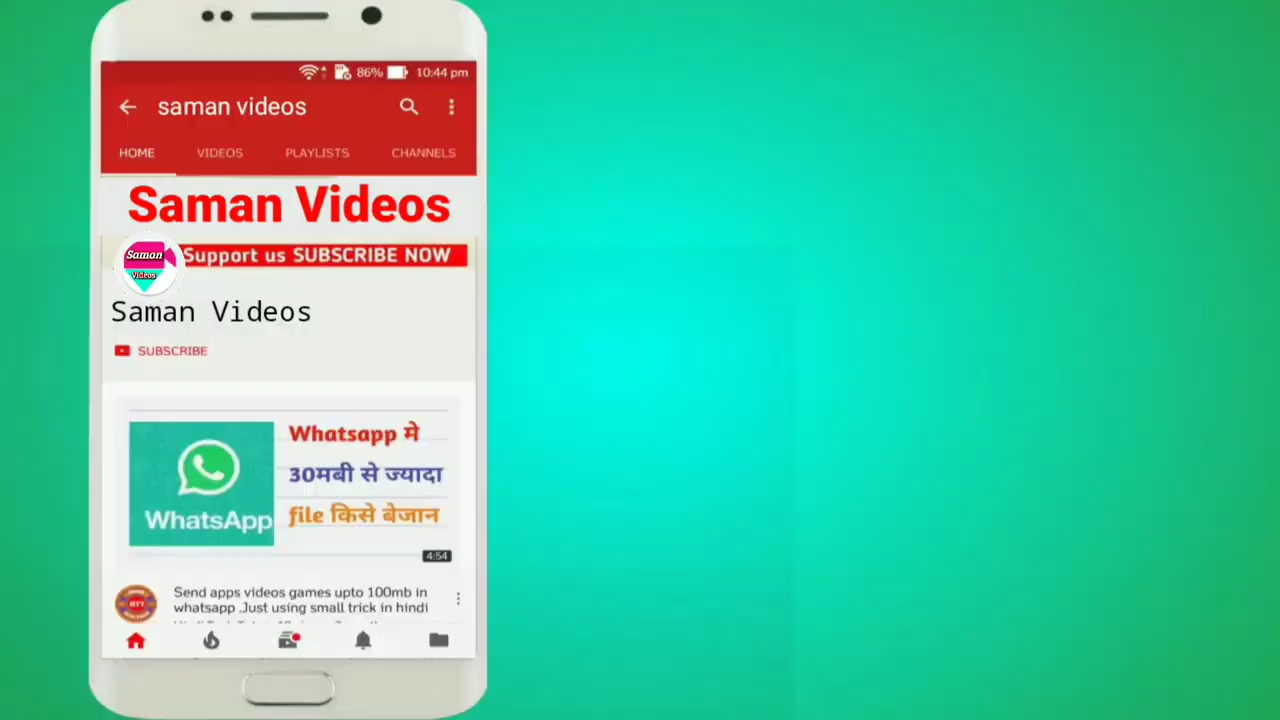 86% 10:44 pm
saman videos
HOME VIDEOS PLAYLISTS CHANNELS
Saman Videos
Support us SUBSCRIBE NOW
Saman
Videos
Saman Videos
SUBSCRIBE
Whatsapp मे
30मबी से ज्यादा
file किसे बेजान
WhatsApp
4:54
Send apps videos games upto 100mb in
whatsapp .Just using small trick in hindi